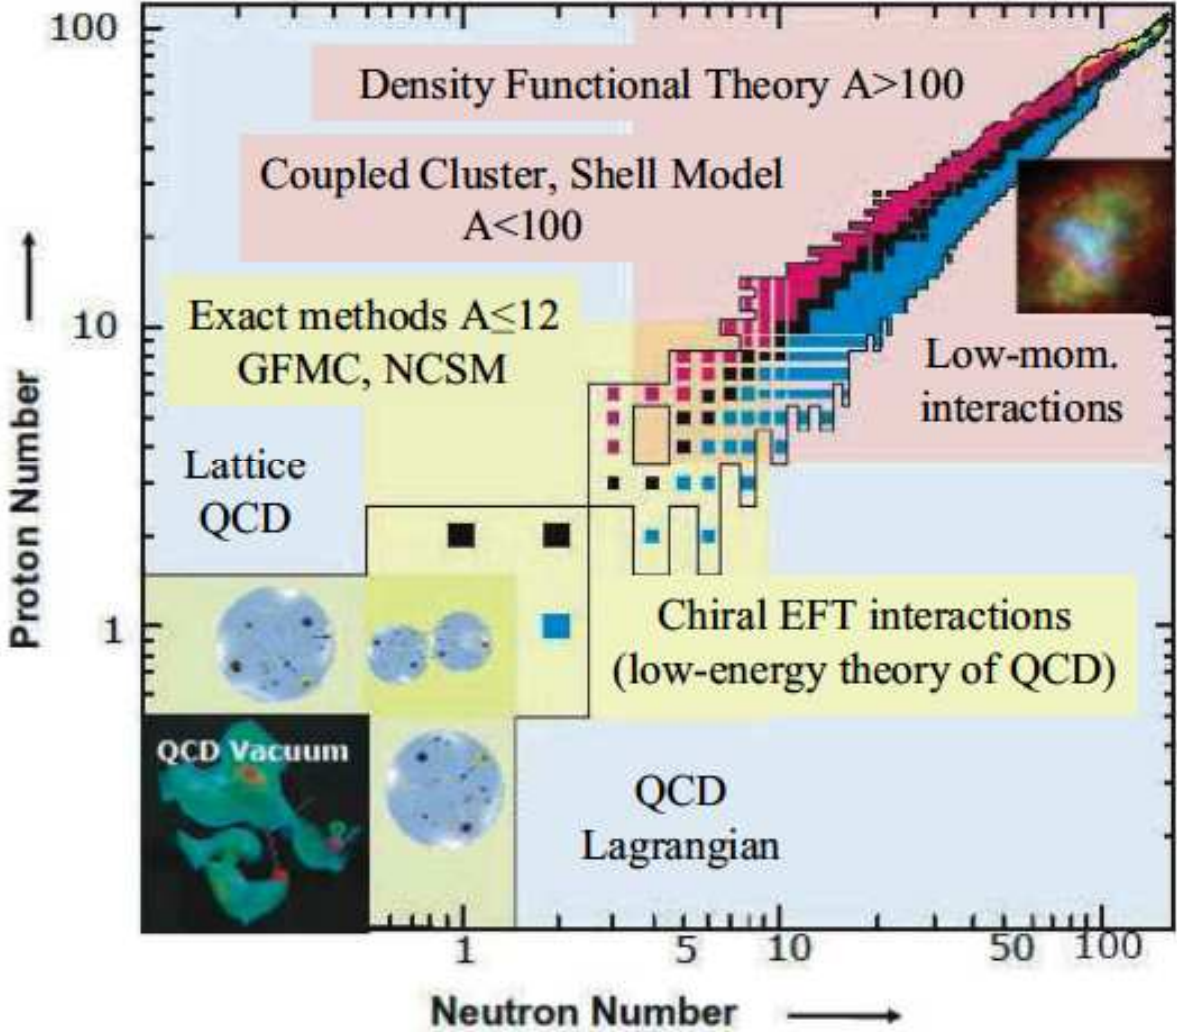 100
Density Functional Theory A>100
Coupled Cluster, Shell Model
A<100
Exact methods A≤12
GFMC, NCSM
10
Low-mom.
interactions
Lattice
QCD
1
Chiral EFT interactions
(low-energy theory of QCD)
QCD Vacuum
QCD
Lagrangian
Proton Number
1
5
10
50
100
Neutron Number